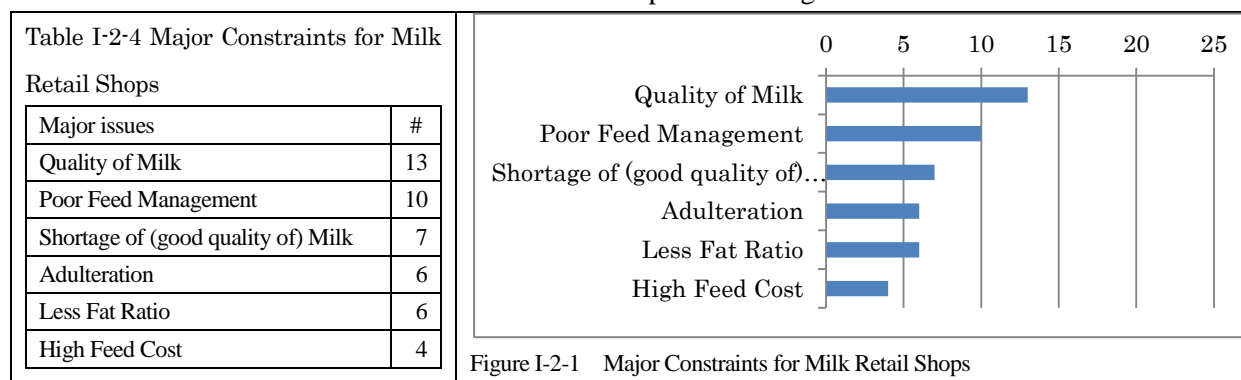 Table I-2-4 Major Constraints for Milk
Retail Shops
Major issues #
Quality of Milk 13
Poor Feed Management 10
Shortage of (good quality of) Milk 7
Adulteration 6
Less Fat Ratio 6
High Feed Cost 4
0 5 10 15 20 25
Quality of Milk
Poor Feed Management
Shortage of (good quality of)...
Adulteration
Less Fat Ratio
High Feed Cost
Figure I-2-1 Major Constraints for Milk Retail Shops